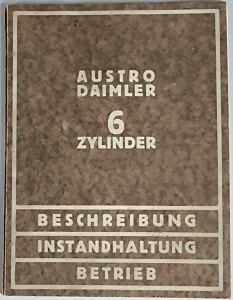 AUSTRO
DAIMLER
6
ZYLINDER
BESCHREIBUNG
INSTANDHALTUNG
BETRIEB